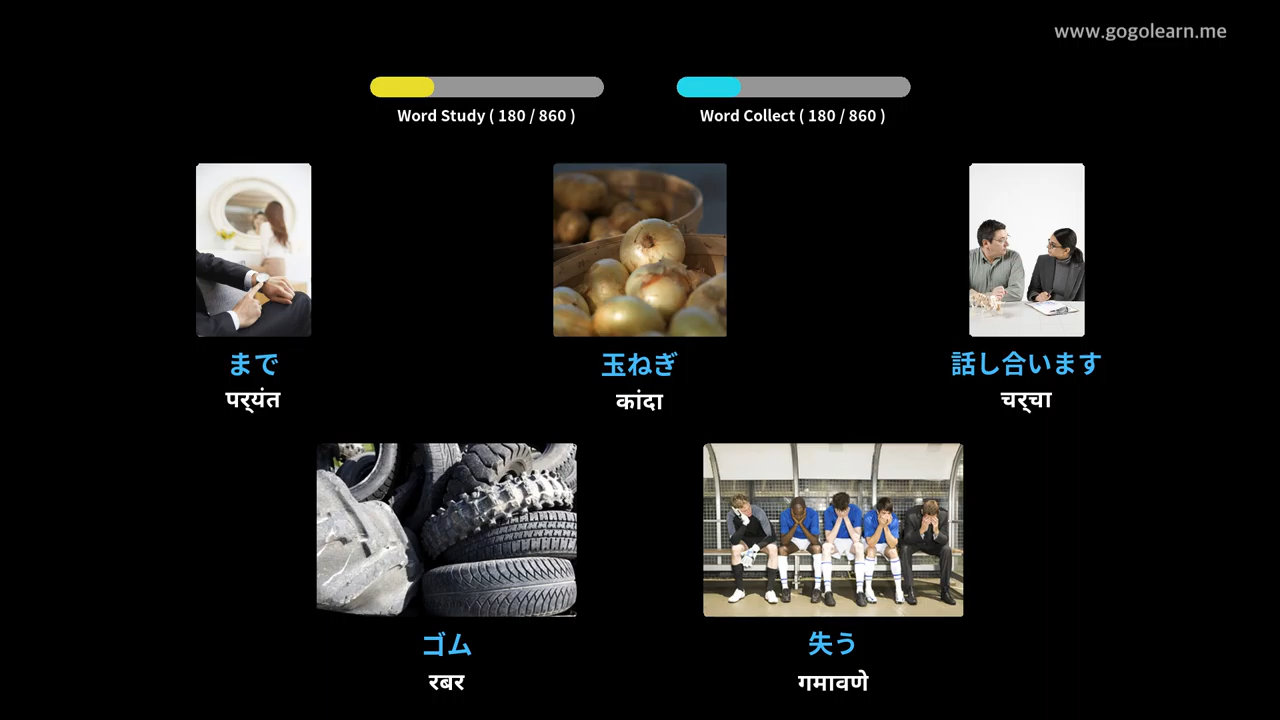 www.gogolearn.me
Word Study ( 180 / 860 )
Word Collect ( 180 / 860 )
まで
पर्यंत
玉ねぎ
कांदा
話し合います
चर्चा
ゴム
रबर
失う
गमावणे